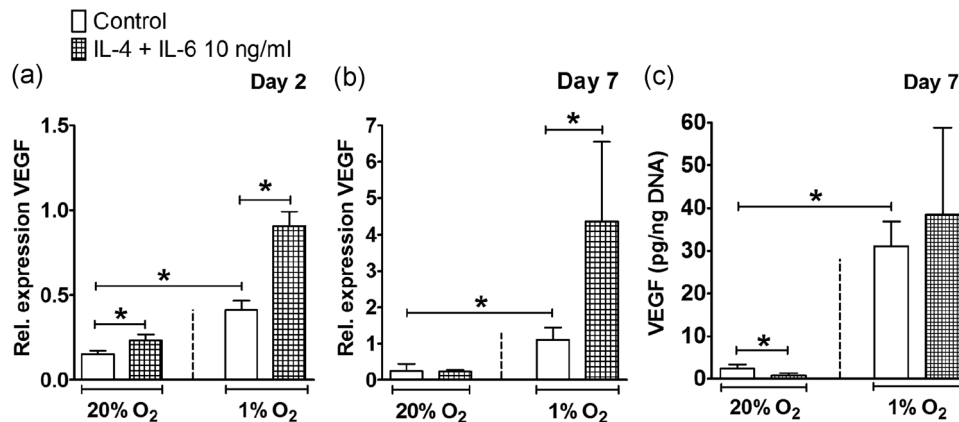 Control
IL-4 + IL-6 10 ng/ml
(a)
Day 2
Rel. expression VEGF
1.5
1.0
0.5
0.0
*
*
*
20% O₂
1% O₂
(b)
Day 7
Rel. expression VEGF
7
6
5
4
3
2
1
0
*
*
20% O₂
1% O₂
(c)
Day 7
VEGF (pg/ng DNA)
60
50
40
30
20
10
0
*
*
20% O₂
1% O₂